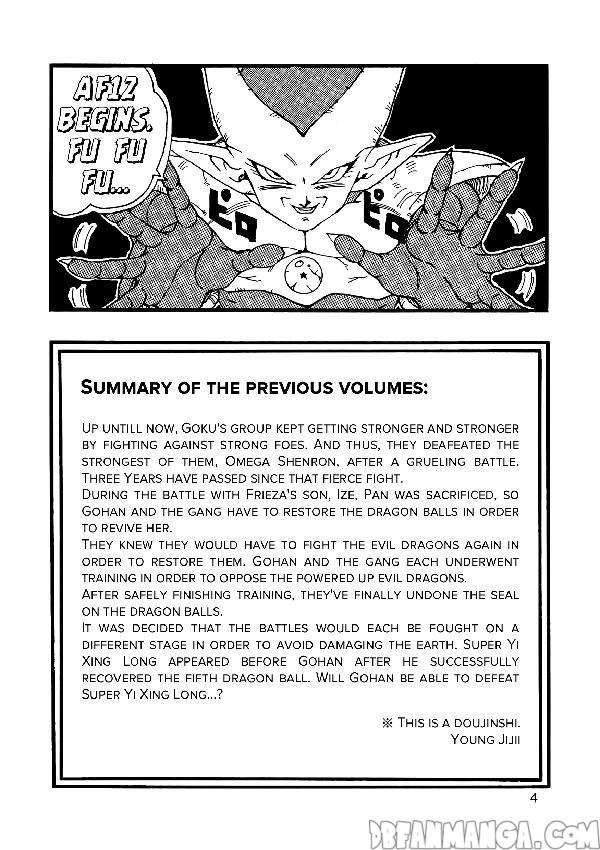 AF12
BEGINS.
FU FU
FU...
ピロ
ピロ
SUMMARY OF THE PREVIOUS VOLUMES:
UP UNTILL NOW, GOKU'S GROUP KEPT GETTING STRONGER AND STRONGER
BY FIGHTING AGAINST STRONG FOES. AND THUS, THEY DEAFEATED THE
STRONGEST OF THEM, OMEGA SHENRON, AFTER A GRUELING BATTLE.
THREE YEARS HAVE PASSED SINCE THAT FIERCE FIGHT.
DURING THE BATTLE WITH FRIEZA'S SON, IZE, PAN WAS SACRIFICED, SO
GOHAN AND THE GANG HAVE TO RESTORE THE DRAGON BALLS IN ORDER
TO REVIVE HER.
THEY KNEW THEY WOULD HAVE TO FIGHT THE EVIL DRAGONS AGAIN IN
ORDER TO RESTORE THEM. GOHAN AND THE GANG EACH UNDERWENT
TRAINING IN ORDER TO OPPOSE THE POWERED UP EVIL DRAGONS.
AFTER SAFELY FINISHING TRAINING, THEY'VE FINALLY UNDONE THE SEAL
ON THE DRAGON BALLS.
IT WAS DECIDED THAT THE BATTLES WOULD EACH BE FOUGHT ON A
DIFFERENT STAGE IN ORDER TO AVOID DAMAGING THE EARTH. SUPER YI
XING LONG APPEARED BEFORE GOHAN AFTER HE SUCCESSFULLY
RECOVERED THE FIFTH DRAGON BALL. WILL GOHAN BE ABLE TO DEFEAT
SUPER YI XING LONG...?
※ THIS IS A DOUJINSHI.
YOUNG JIJII
4
DBFANMANGA.COM